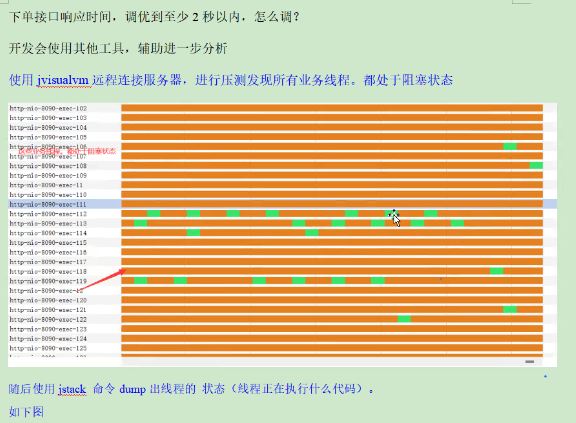 下单接口响应时间，调优到至少 2 秒以内，怎么调？
开发会使用其他工具，辅助进一步分析
使用 jvisualvm 远程连接服务器，进行压测发现所有业务线程。都处于阻塞状态
http-nio-8090-exec-102
http-nio-8090-exec-103
http-nio-8090-exec-104
http-nio-8090-exec-105
http-nio-8090-exec-106
业务线程，都处于阻塞状态
http-nio-8090-exec-107
http-nio-8090-exec-108
http-nio-8090-exec-109
http-nio-8090-exec-11
http-nio-8090-exec-110
http-nio-8090-exec-111
http-nio-8090-exec-112
http-nio-8090-exec-113
http-nio-8090-exec-114
http-nio-8090-exec-115
http-nio-8090-exec-116
http-nio-8090-exec-117
http-nio-8090-exec-118
http-nio-8090-exec-119
http-nio-8090-exec-12
http-nio-8090-exec-120
http-nio-8090-exec-121
http-nio-8090-exec-122
http-nio-8090-exec-123
http-nio-8090-exec-124
http-nio-8090-exec-125
随后使用 jstack 命令 dump 出线程的 状态（线程正在执行什么代码）。
如下图